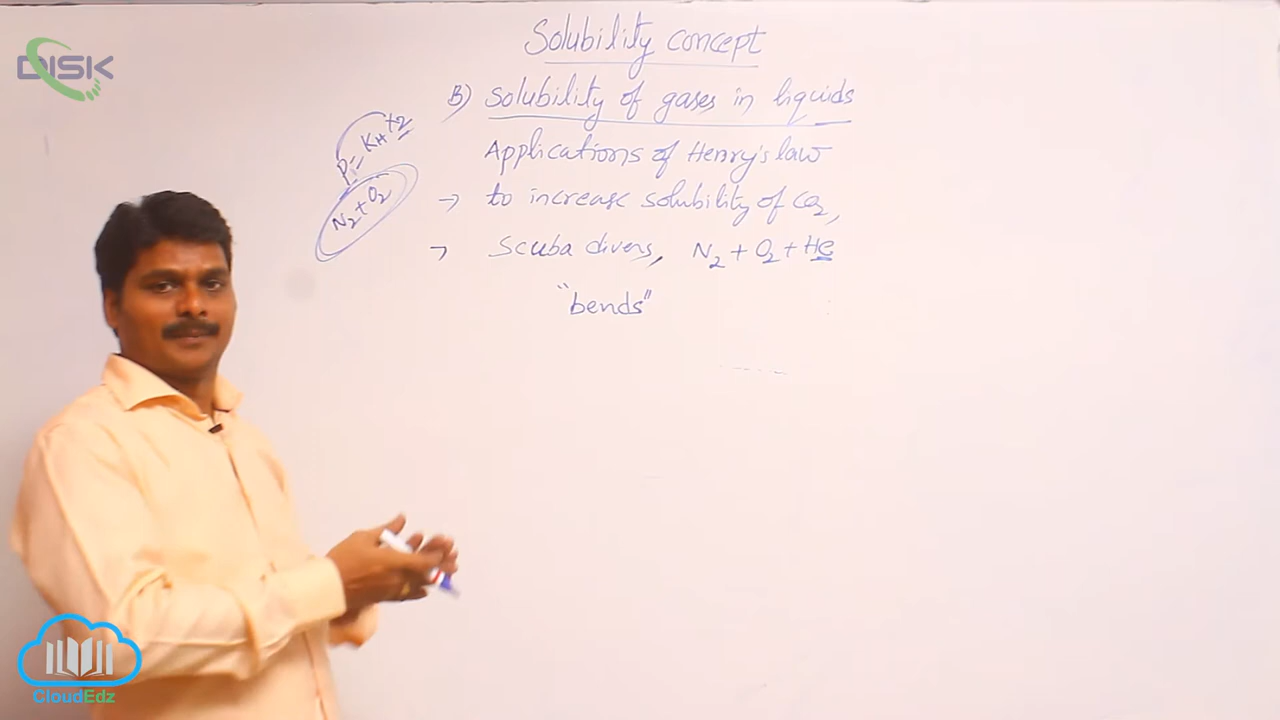 DISK
Solubility concept
B) Solubility of gases in liquids
Applications of Henry's law
→ to increase solubility of CO2,
→ Scuba divers, N2 + O2 + He
"bends"
N2 + O2
CloudEdz